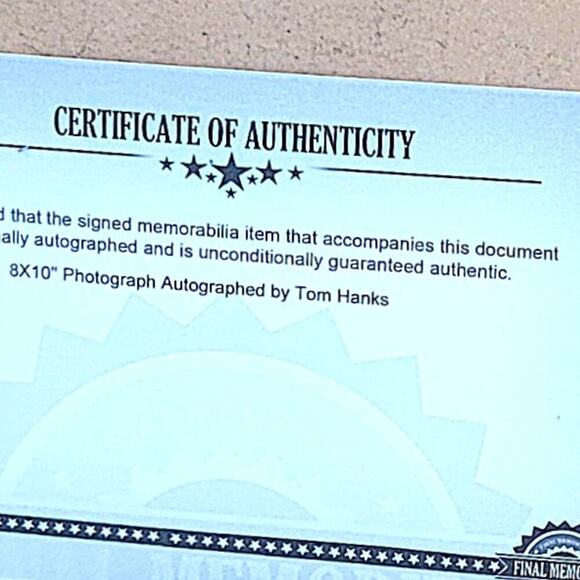 CERTIFICATE OF AUTHENTICITY
d that the signed memorabilia item that accompanies this document
ally autographed and is unconditionally guaranteed authentic.
8X10" Photograph Autographed by Tom Hanks
FINAL MEMO